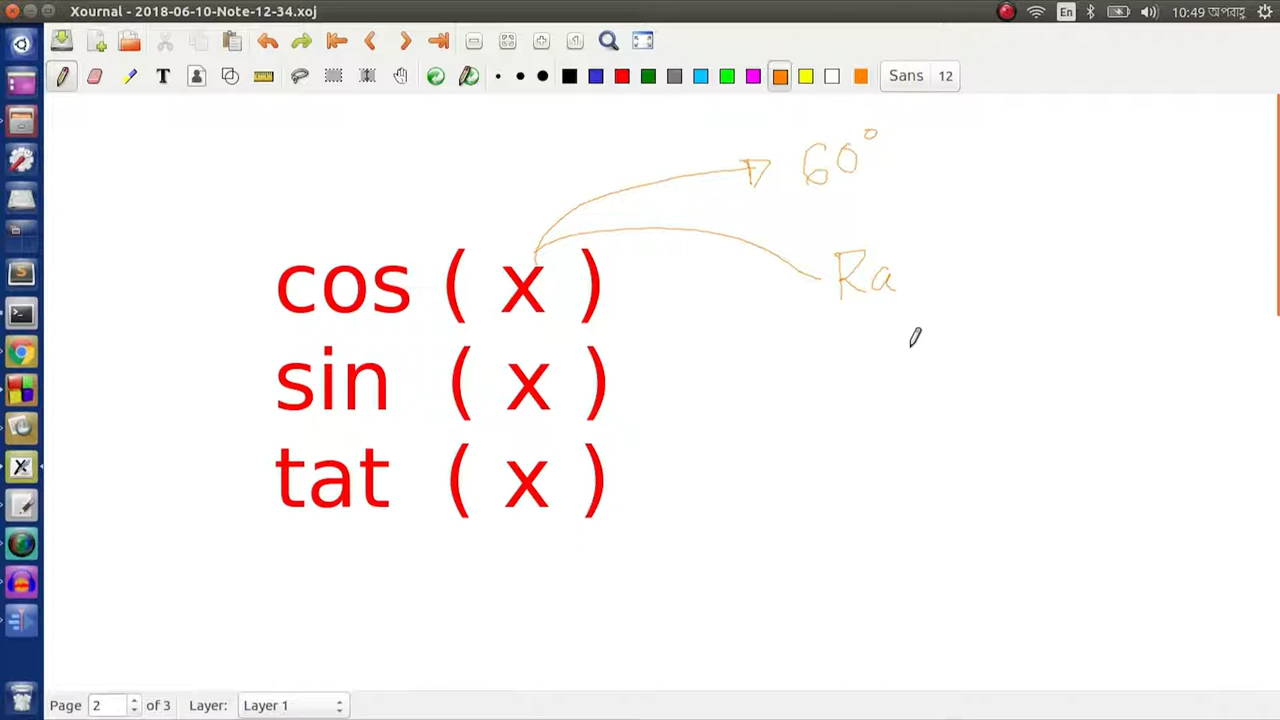 Xournal - 2018-06-10-Note-12-34.xoj
En
10:49 অপরাহ্ণ
Sans 12
60°
Ra
cos ( x )
sin ( x )
tat ( x )
Page 2 of 3 Layer: Layer 1